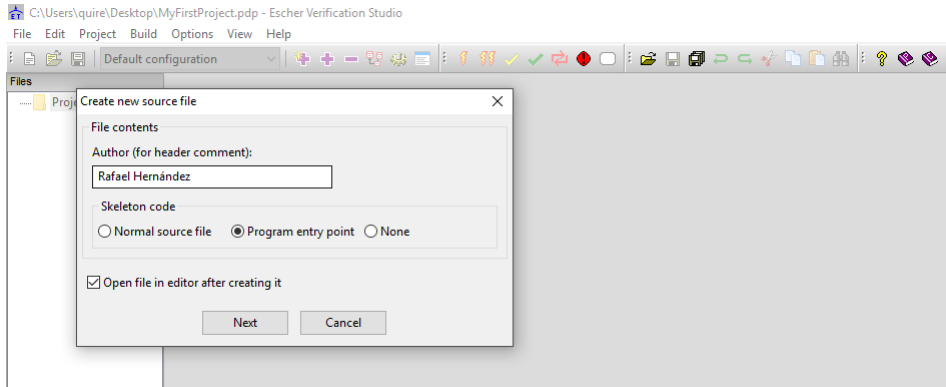 C:\Users\quire\Desktop\MyFirstProject.pdp - Escher Verification Studio
File Edit Project Build Options View Help
Default configuration
Files
Create new source file
File contents
Author (for header comment):
Rafael Hernández
Skeleton code
Normal source file Program entry point None
Open file in editor after creating it
Next Cancel